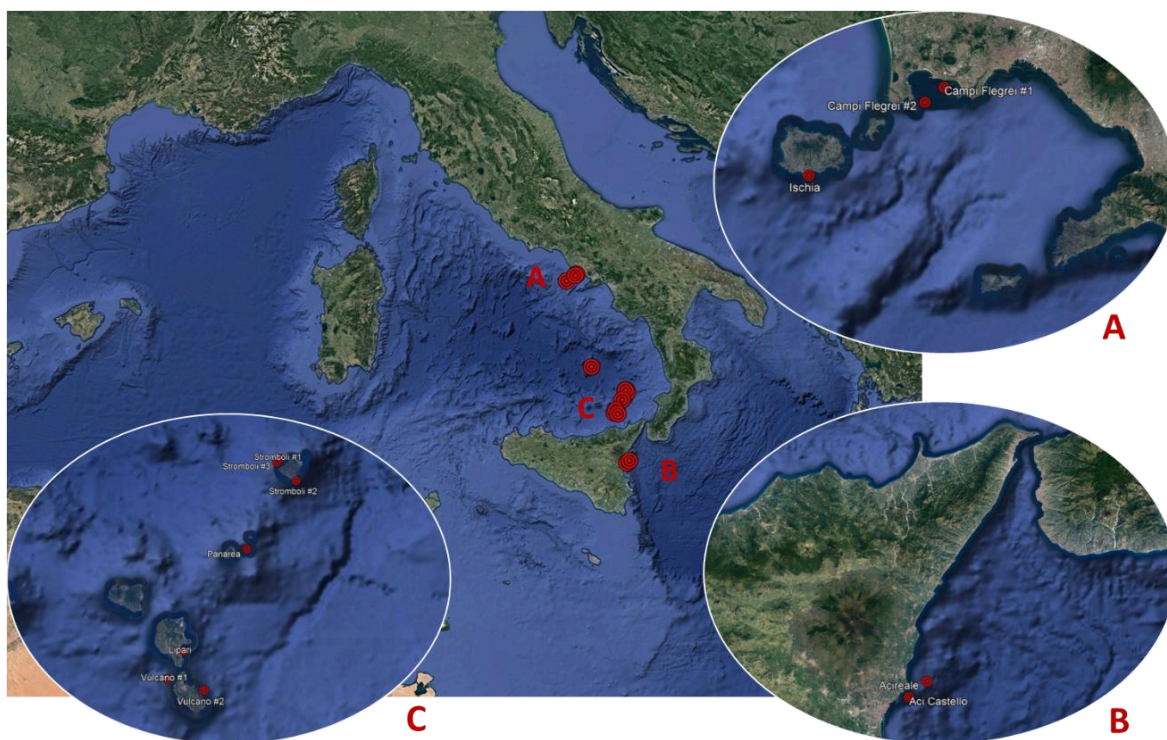 Campi Flegrei #1
Campi Flegrei #2
Ischia
A
A
C
B
Stromboli #1
Stromboli #3
Stromboli #2
Panarea
Lipari
Vulcano #1
Vulcano #2
C
Acireale
Aci Castello
B